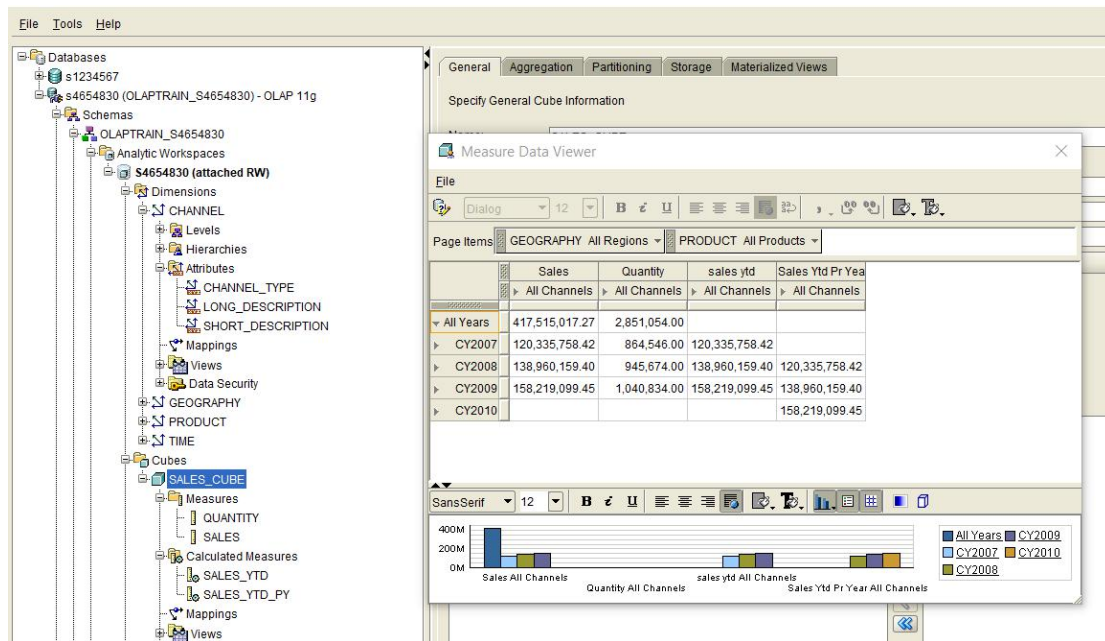 File Tools Help
Databases
s1234567
s4654830 (OLAPTRAIN_S4654830) - OLAP 11g
Schemas
OLAPTRAIN_S4654830
Analytic Workspaces
S4654830 (attached RW)
Dimensions
CHANNEL
Levels
Hierarchies
Attributes
CHANNEL_TYPE
LONG_DESCRIPTION
SHORT_DESCRIPTION
Mappings
Views
Data Security
GEOGRAPHY
PRODUCT
TIME
Cubes
SALES_CUBE
Measures
QUANTITY
SALES
Calculated Measures
SALES_YTD
SALES_YTD_PY
Mappings
Views
General Aggregation Partitioning Storage Materialized Views
Specify General Cube Information
Measure Data Viewer
File
Dialog 12 B i U
Page Items GEOGRAPHY All Regions PRODUCT All Products
Sales Quantity sales ytd Sales Ytd Pr Yea
All Channels All Channels All Channels All Channels
All Years 417,515,017.27 2,851,054.00
CY2007 120,335,758.42 864,546.00 120,335,758.42
CY2008 138,960,159.40 945,674.00 138,960,159.40 120,335,758.42
CY2009 158,219,099.45 1,040,834.00 158,219,099.45 138,960,159.40
CY2010 158,219,099.45
SansSerif 12 B i U
400M
200M
0M
Sales All Channels
Quantity All Channels
sales ytd All Channels
Sales Ytd Pr Year All Channels
All Years CY2009
CY2007 CY2010
CY2008